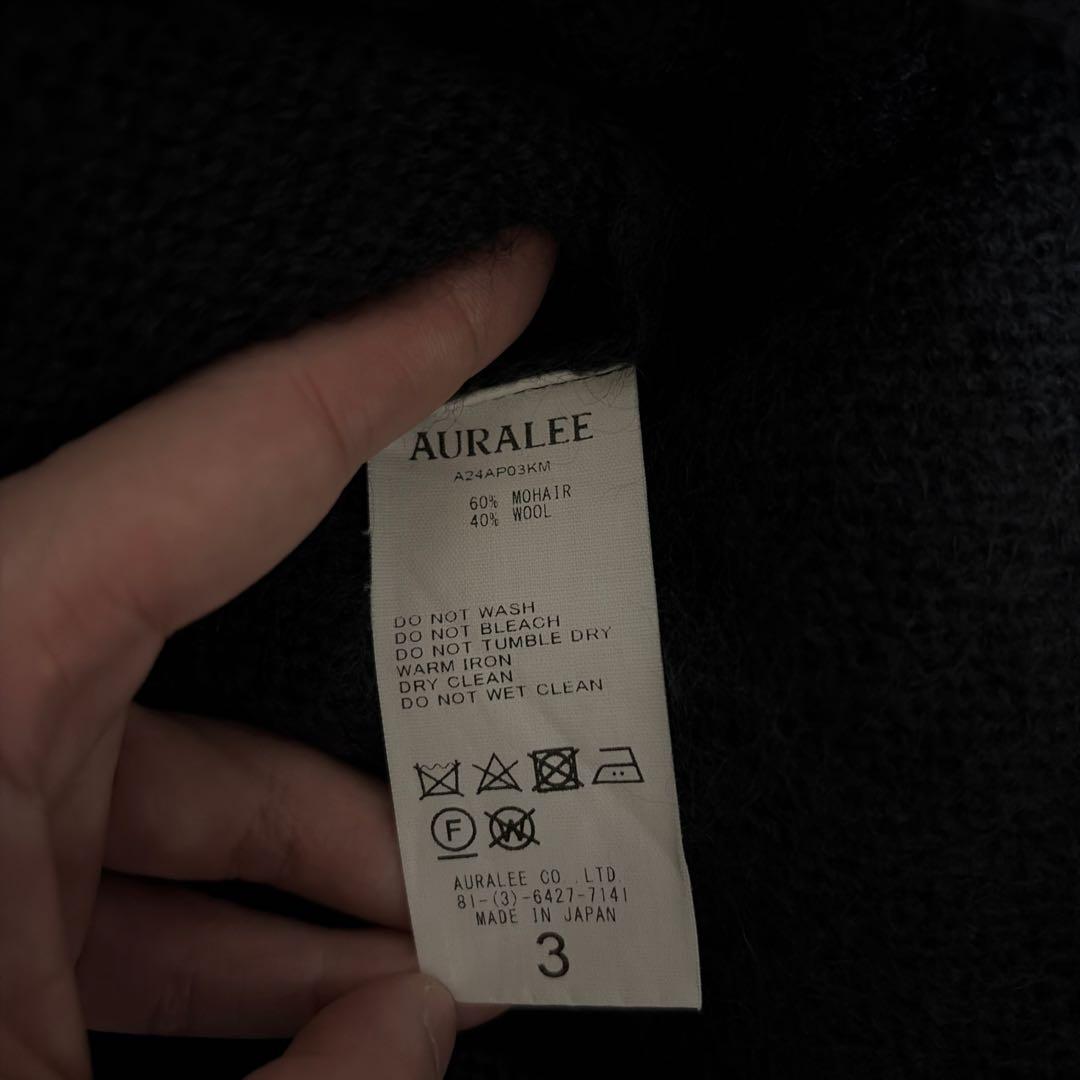 AURALEE
A24AP03KM
60% MOHAIR
40% WOOL
DO NOT WASH
DO NOT BLEACH
DO NOT TUMBLE DRY
WARM IRON
DRY CLEAN
DO NOT WET CLEAN
F W
AURALEE CO.,LTD.
81-(3)-6427-7141
MADE IN JAPAN
3